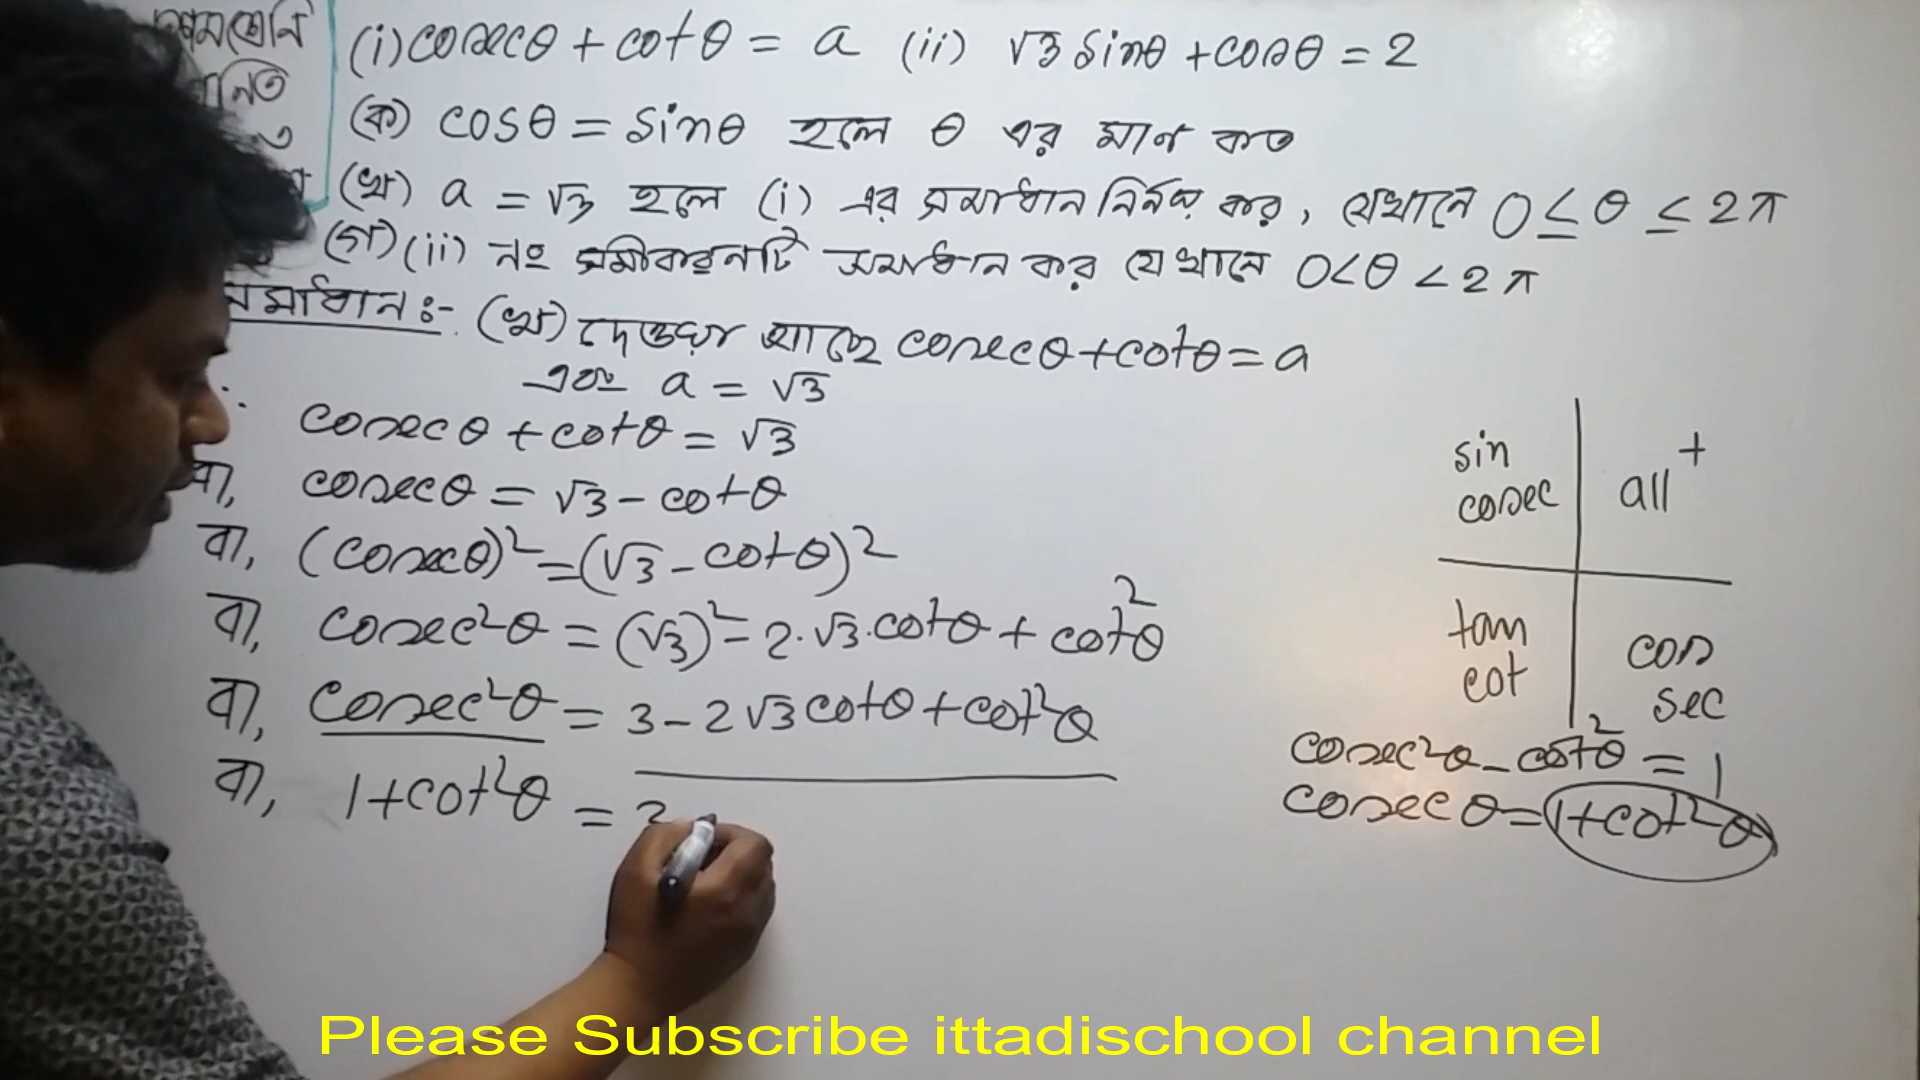 (i) cosecθ + cotθ = a (ii) √3 sinθ + cosθ = 2
(ক) cosθ = sinθ হলে θ এর মান কত
(খ) a = √3 হলে (i) এর সমাধান নির্নয় কর, যেখানে 0 ≤ θ ≤ 2π
(গ) (ii) নং সমীকরনটি সমাধান কর যেখানে 0 < θ < 2π
সমাধান :- (খ) দেওয়া আছে cosecθ + cotθ = a
এবং a = √3
cosecθ + cotθ = √3
বা, cosecθ = √3 - cotθ
বা, (cosecθ)² = (√3 - cotθ)²
বা, cosec²θ = (√3)² - 2.√3.cotθ + cot²θ
বা, cosec²θ = 3 - 2√3 cotθ + cot²θ
বা, 1 + cot²θ = 3
sin
cosec
all +
tan
cot
cos
sec
cosec²θ - cot²θ = 1
cosecθ = 1 + cot²θ
Please Subscribe ittadischool channel